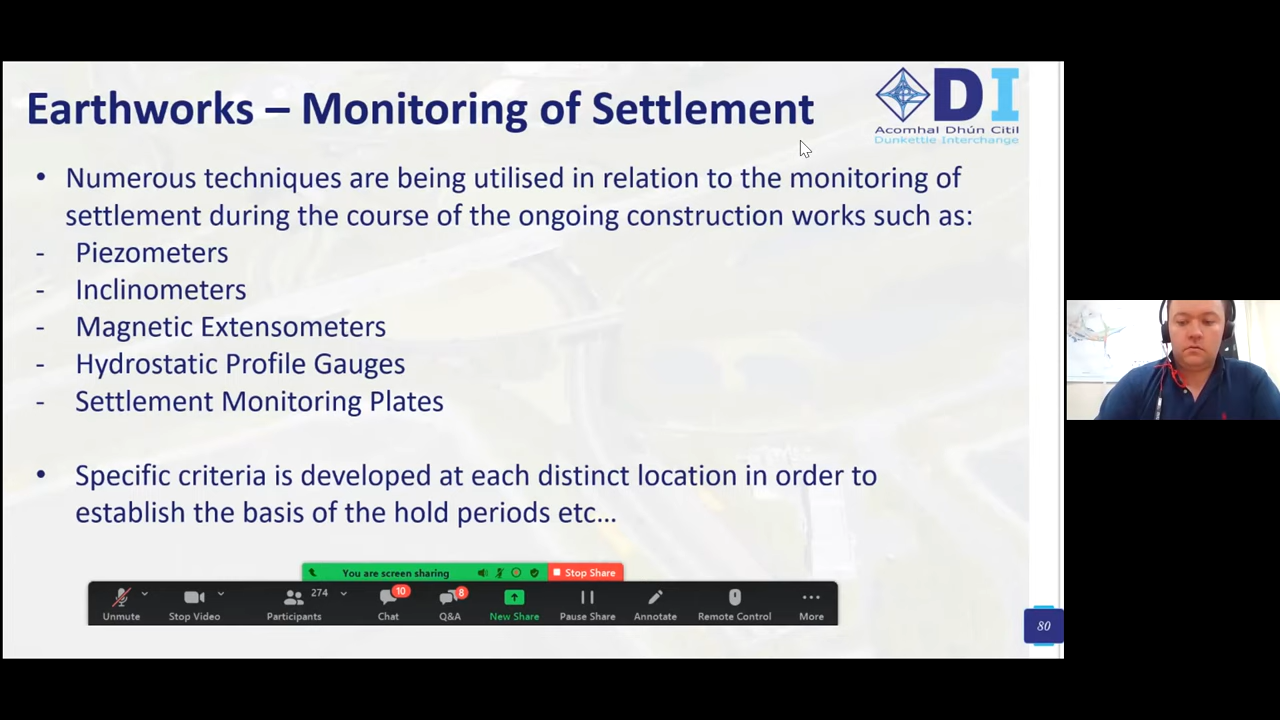 Earthworks – Monitoring of Settlement
DI
Acomhal Dhún Citil
Dunkettle Interchange
• Numerous techniques are being utilised in relation to the monitoring of
settlement during the course of the ongoing construction works such as:
- Piezometers
- Inclinometers
- Magnetic Extensometers
- Hydrostatic Profile Gauges
- Settlement Monitoring Plates
• Specific criteria is developed at each distinct location in order to
establish the basis of the hold periods etc…
You are screen sharing Stop Share
274 10 8
Unmute Stop Video Participants Chat Q&A New Share Pause Share Annotate Remote Control More
80